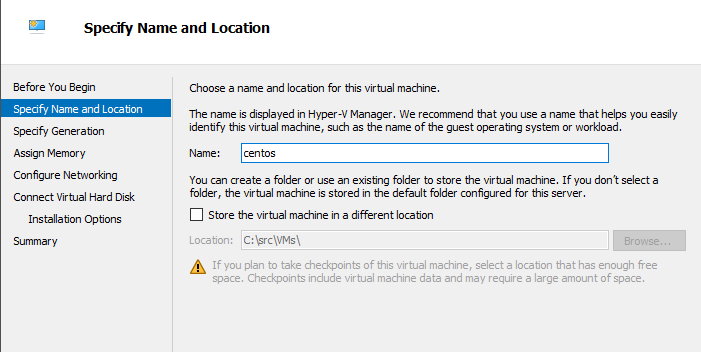 Specify Name and Location
Before You Begin
Specify Name and Location
Specify Generation
Assign Memory
Configure Networking
Connect Virtual Hard Disk
Installation Options
Summary
Choose a name and location for this virtual machine.
The name is displayed in Hyper-V Manager. We recommend that you use a name that helps you easily
identify this virtual machine, such as the name of the guest operating system or workload.
Name: centos
You can create a folder or use an existing folder to store the virtual machine. If you don't select a
folder, the virtual machine is stored in the default folder configured for this server.
Store the virtual machine in a different location
Location: C:\src\VMs\ Browse...
If you plan to take checkpoints of this virtual machine, select a location that has enough free
space. Checkpoints include virtual machine data and may require a large amount of space.